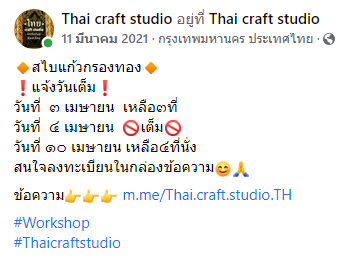 ไทย
Thai craft studio อยู่ที่ Thai craft studio
11 มีนาคม 2021 · กรุงเทพมหานคร ประเทศไทย ·
🔸สไบแก้วกรองทอง🔸
❗แจ้งวันเต็ม❗
วันที่ ๓ เมษายน เหลือ๓ที่
วันที่ ๔ เมษายน 🚫เต็ม🚫
วันที่ ๑๐ เมษายน เหลือ๔ที่นั่ง
สนใจลงทะเบียนในกล่องข้อความ😊🙏
ข้อความ👉👉👉 m.me/Thai.craft.studio.TH
#Workshop
#Thaicraftstudio